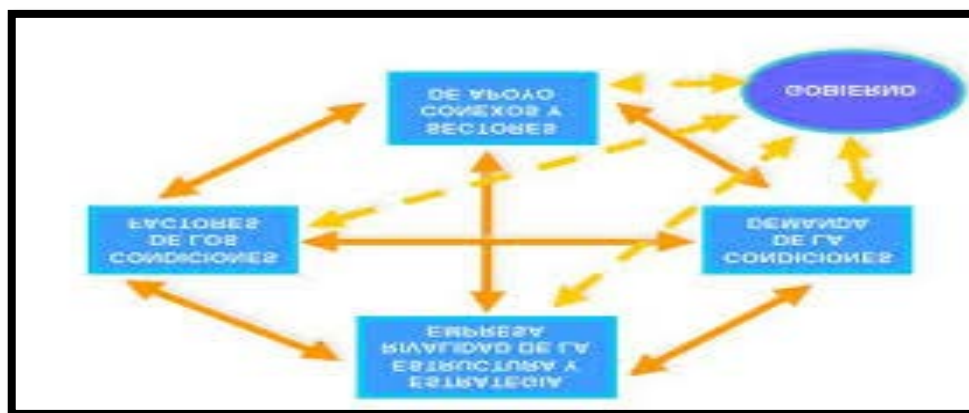 ESTRATEGIA
ESTRUCTURA Y
RIVALIDAD DE LA
EMPRESA
CONDICIONES
DE LOS
FACTORES
CONDICIONES
DE LA
DEMANDA
SECTORES
CONEXOS Y
DE APOYO
GOBIERNO